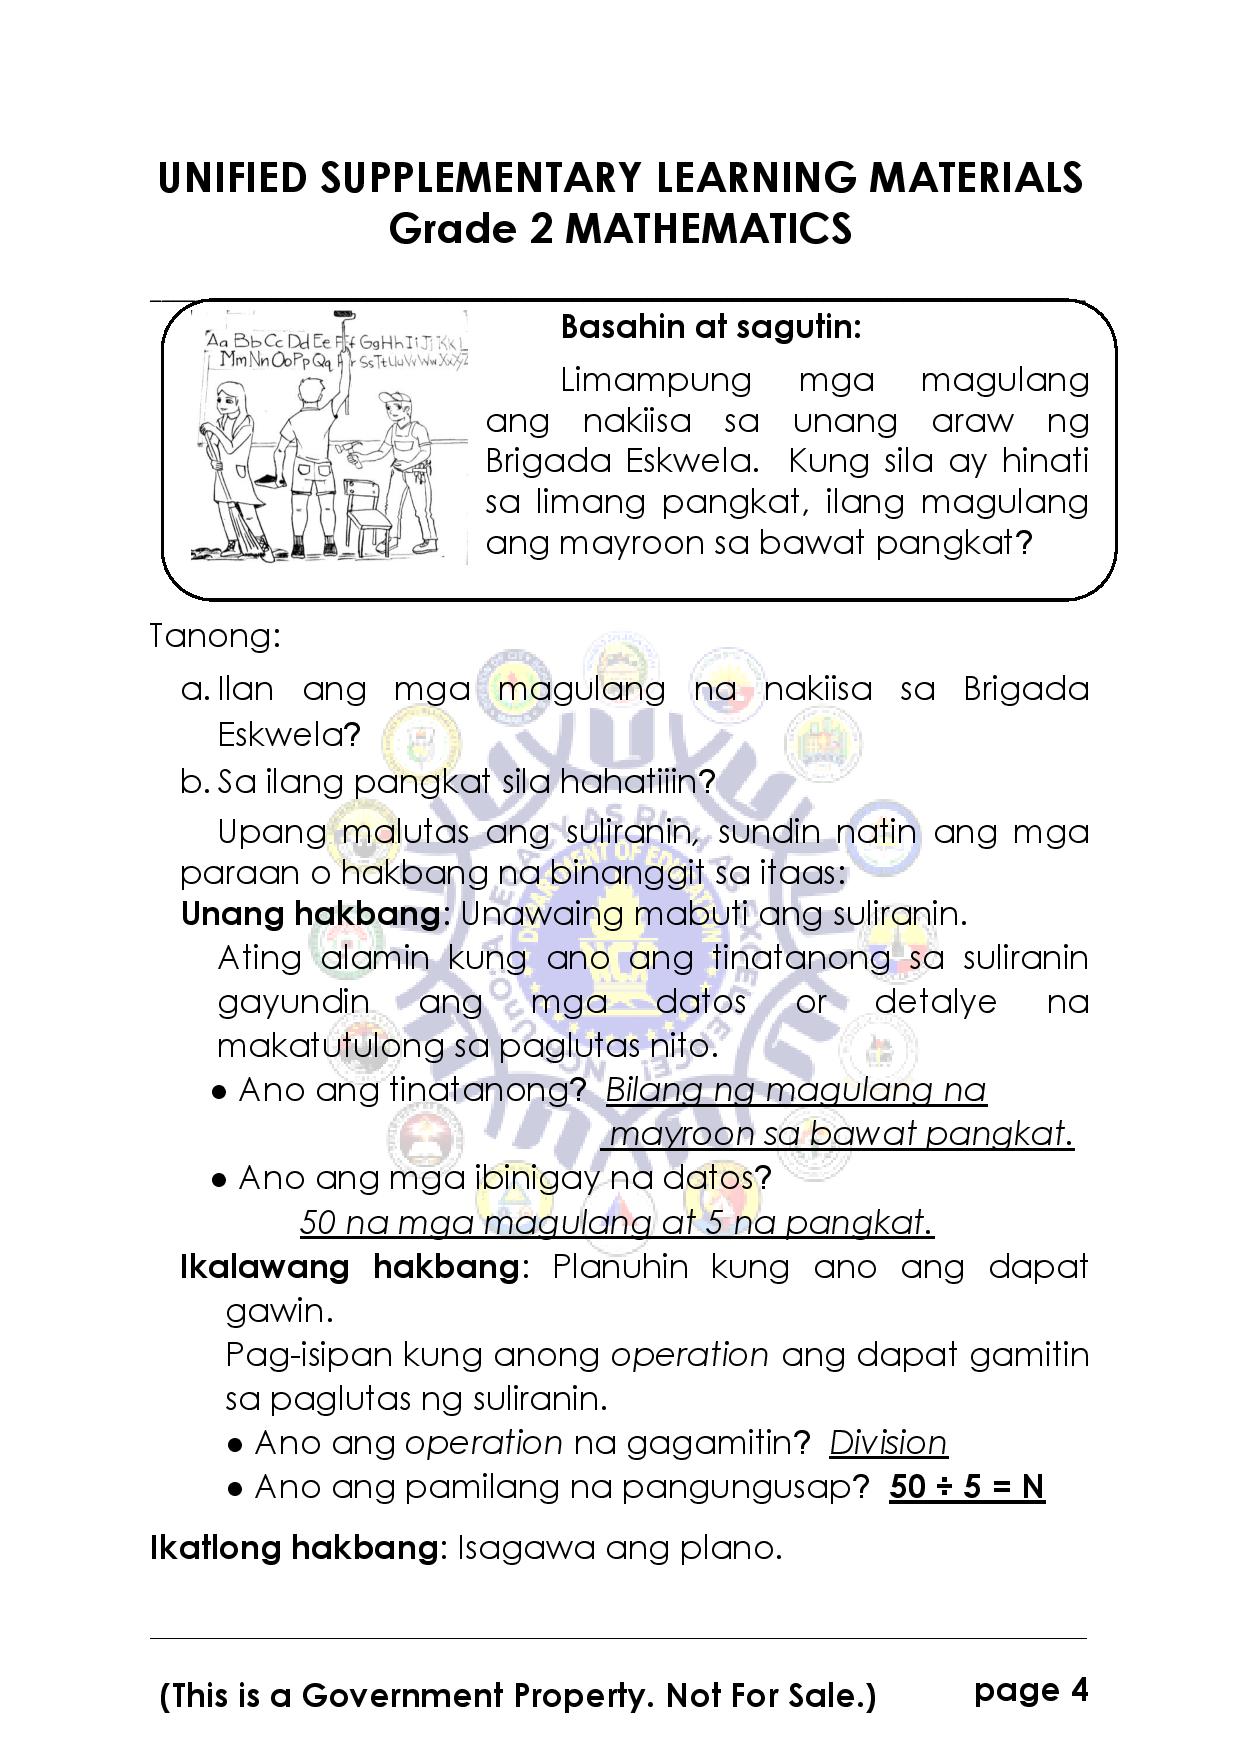 UNIFIED SUPPLEMENTARY LEARNING MATERIALS
Grade 2 MATHEMATICS
Aa Bb Cc Dd Ee Ff Gg Hh Ii Jj Kk L
Mm Nn Oo Pp Qq Rr Ss Tt Uu Vv Ww Xx Yy Z
Basahin at sagutin:
Limampung mga magulang
ang nakiisa sa unang araw ng
Brigada Eskwela. Kung sila ay hinati
sa limang pangkat, ilang magulang
ang mayroon sa bawat pangkat?
Tanong:
a. Ilan ang mga magulang na nakiisa sa Brigada
Eskwela?
b. Sa ilang pangkat sila hahatiiin?
Upang malutas ang suliranin, sundin natin ang mga
paraan o hakbang na binanggit sa itaas:
Unang hakbang: Unawaing mabuti ang suliranin.
Ating alamin kung ano ang tinatanong sa suliranin
gayundin ang mga datos or detalye na
makatutulong sa paglutas nito.
● Ano ang tinatanong? Bilang ng magulang na
mayroon sa bawat pangkat.
● Ano ang mga ibinigay na datos?
50 na mga magulang at 5 na pangkat.
Ikalawang hakbang: Planuhin kung ano ang dapat
gawin.
Pag-isipan kung anong operation ang dapat gamitin
sa paglutas ng suliranin.
● Ano ang operation na gagamitin? Division
● Ano ang pamilang na pangungusap? 50 ÷ 5 = N
Ikatlong hakbang: Isagawa ang plano.
DEPARTMENT OF EDUCATION
NCR
(This is a Government Property. Not For Sale.)
page 4